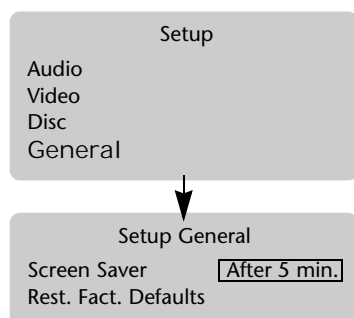 Setup
Audio
Video
Disc
General
Setup General
Screen Saver After 5 min.
Rest. Fact. Defaults